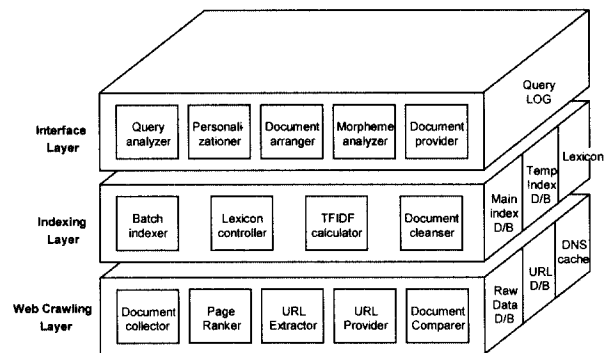 Query
LOG
Interface
Layer
Query
analyzer
Personali-
zationer
Document
arranger
Morpheme
analyzer
Document
provider
Lexicon
Temp
Index
D/B
Main
index
D/B
Indexing
Layer
Batch
indexer
Lexicon
controller
TFIDF
calculator
Document
cleanser
DNS
cache
URL
D/B
Raw
Data
D/B
Web Crawling
Layer
Document
collector
Page
Ranker
URL
Extractor
URL
Provider
Document
Comparer